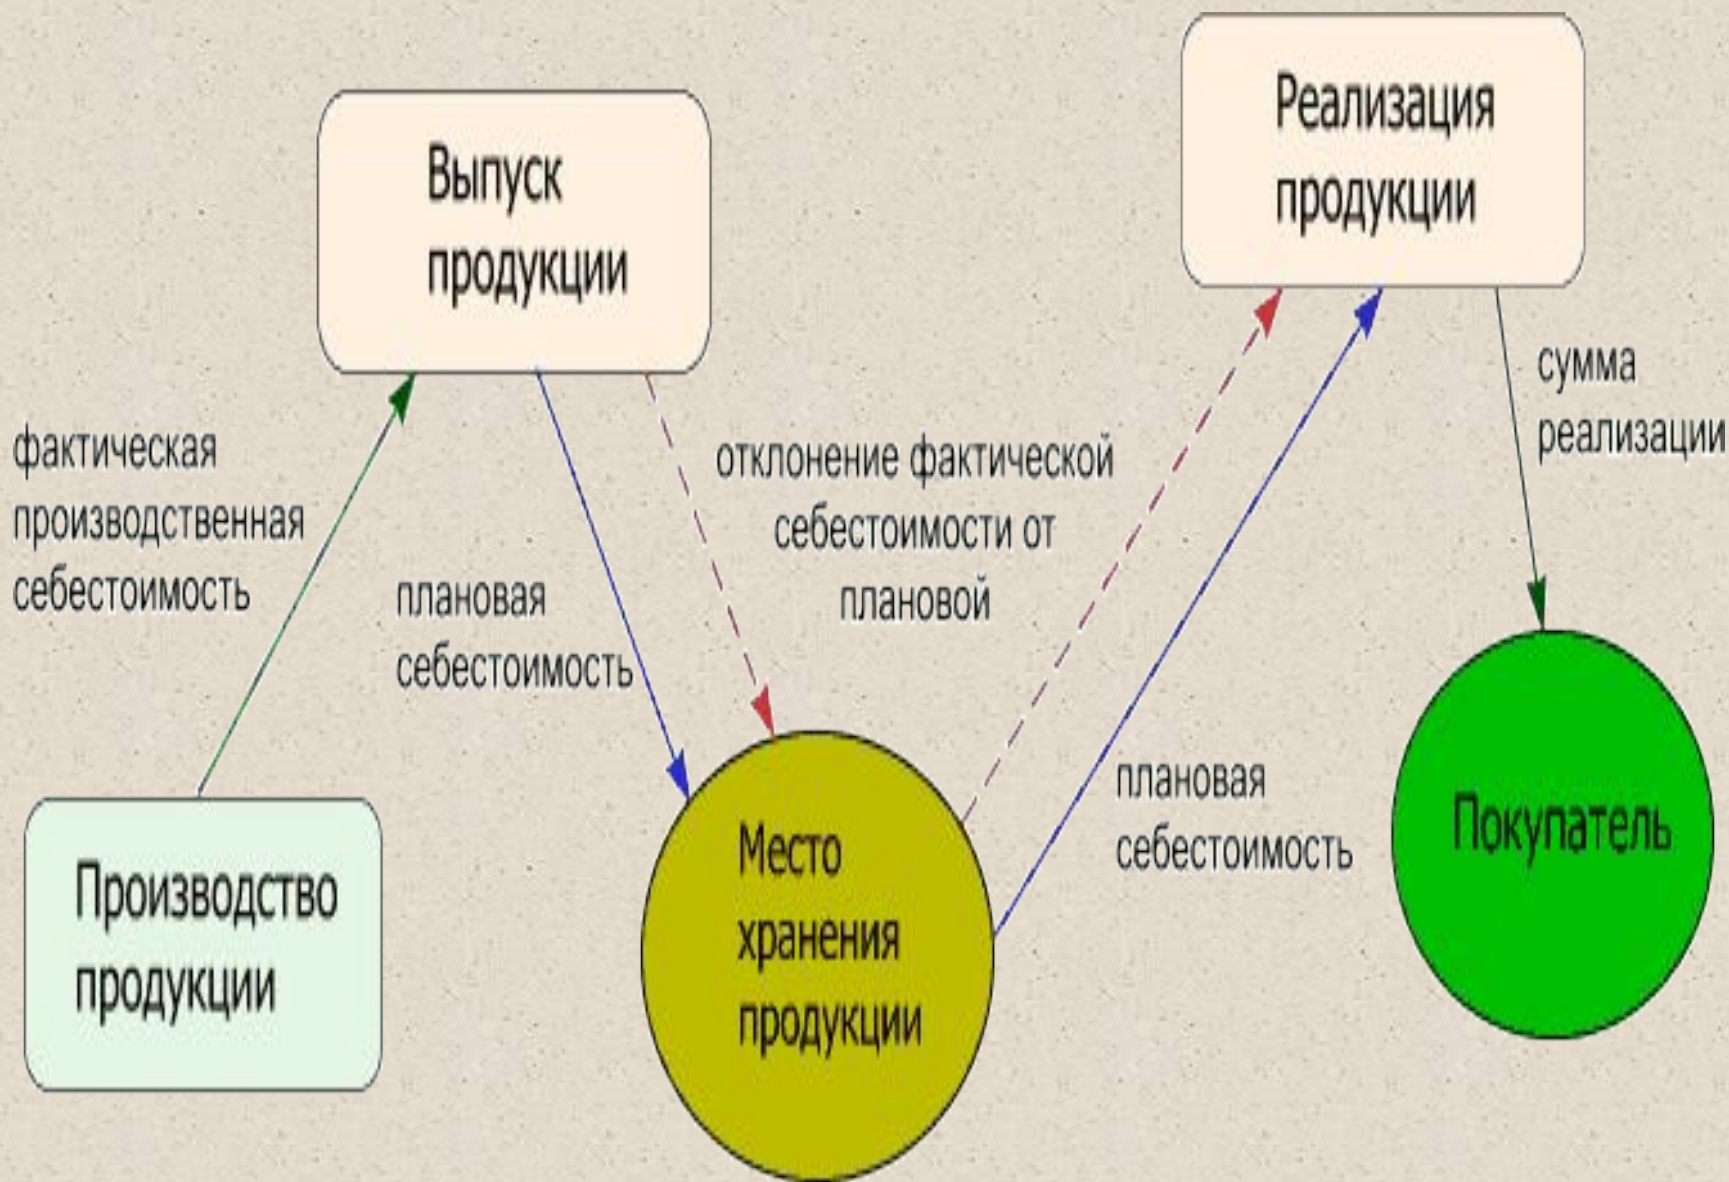 Выпуск
продукции
Реализация
продукции
фактическая
производственная
себестоимость
плановая
себестоимость
отклонение фактической
себестоимости от
плановой
сумма
реализации
плановая
себестоимость
Производство
продукции
Место
хранения
продукции
Покупатель